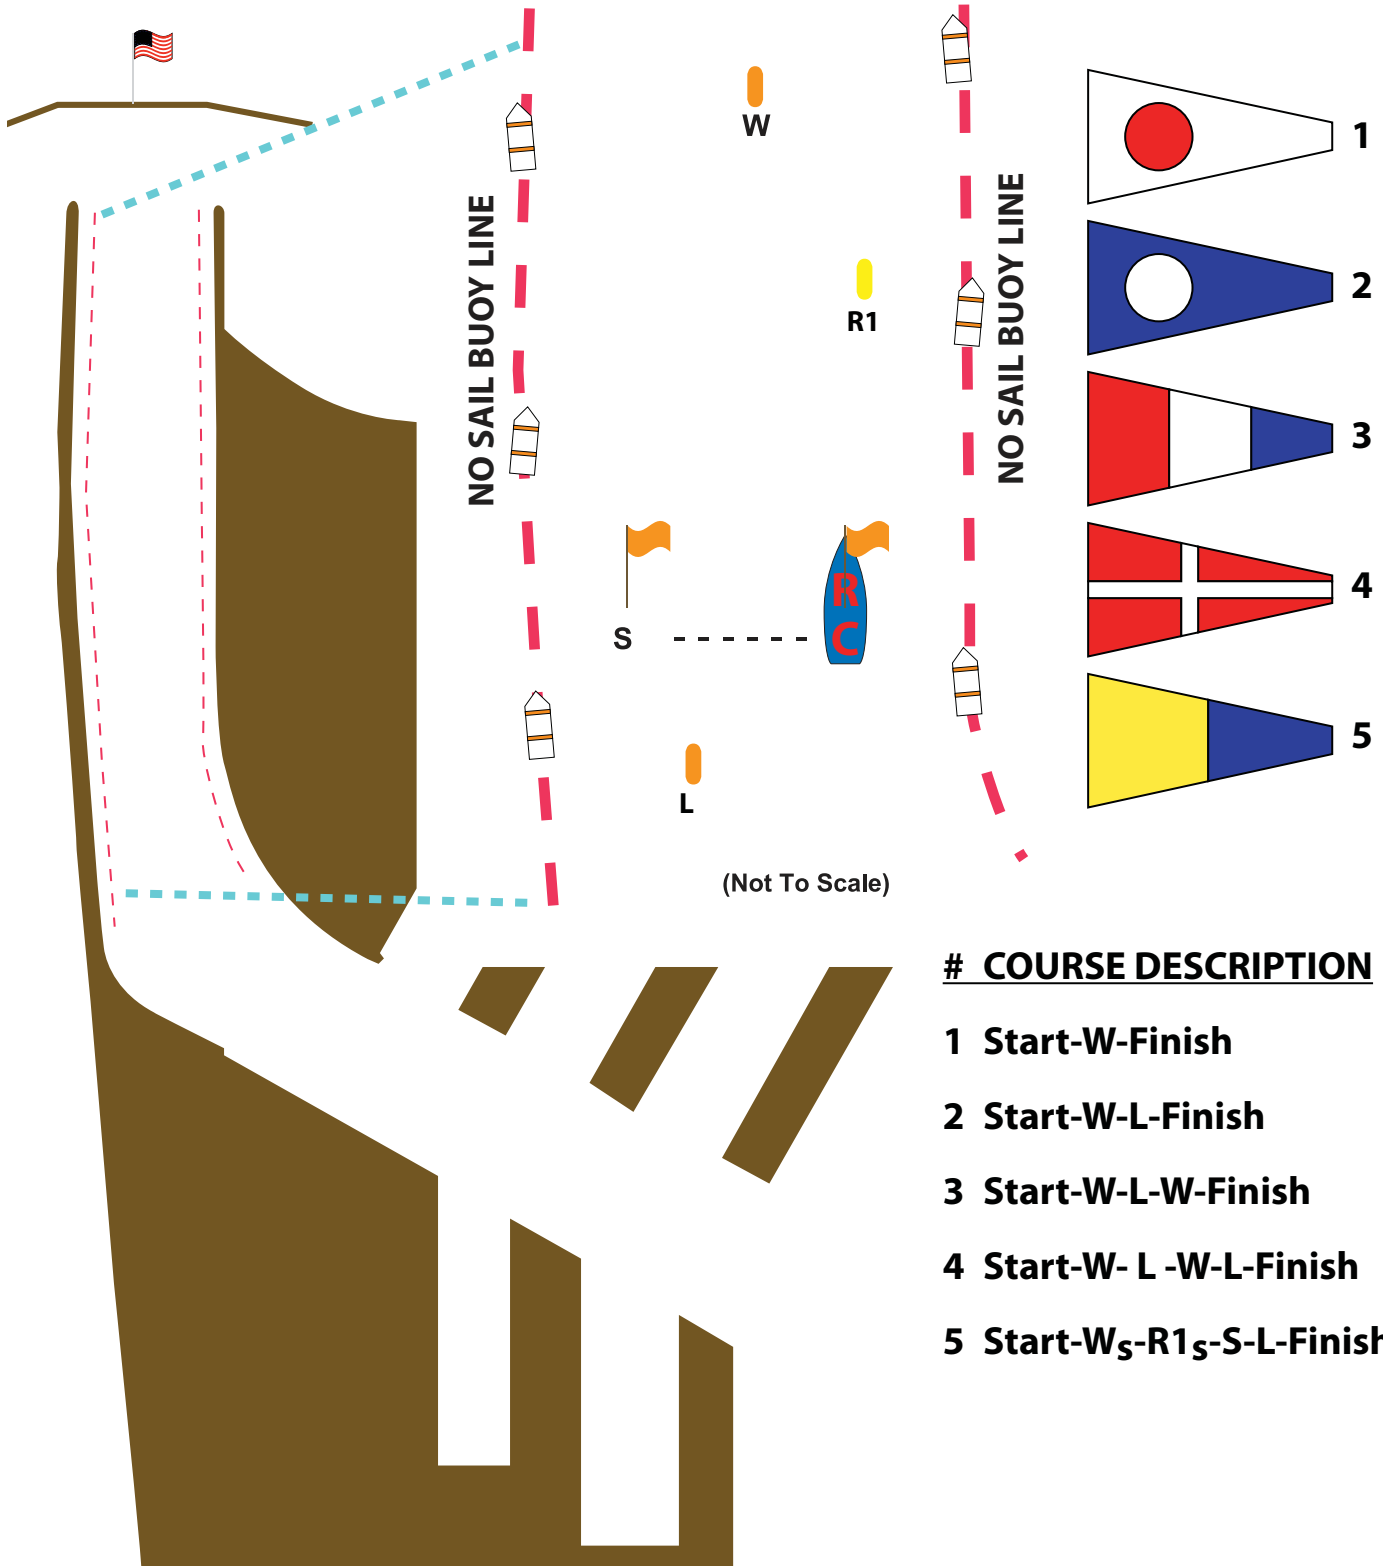 W
1
NO SAIL BUOY LINE
NO SAIL BUOY LINE
2
R1
3
R
C
4
S
5
L
(Not To Scale)
# COURSE DESCRIPTION
1 Start-W-Finish
2 Start-W-L-Finish
3 Start-W-L-W-Finish
4 Start-W- L -W-L-Finish
5 Start-Ws-R1s-S-L-Finish